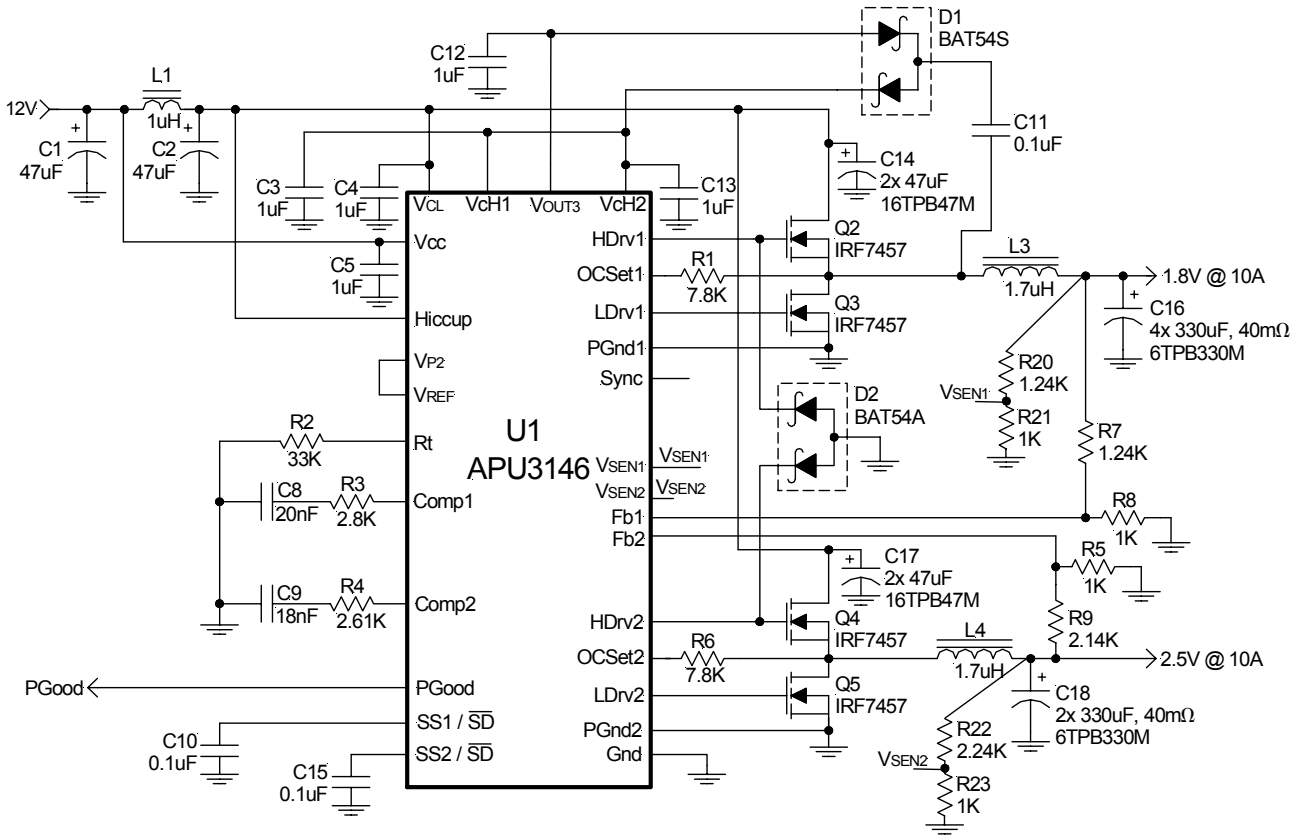 D1
BAT54S
C12
1uF
L1
1uH
12V
C1
47uF
+
C2
47uF
+
C11
0.1uF
C3
1uF
C4
1uF
C13
1uF
+
C14
2x 47uF
16TPB47M
VCL
VcH1
VOUT3
VcH2
Vcc
C5
1uF
Hiccup
VP2
VREF
R2
33K
Rt
C8
20nF
R3
2.8K
Comp1
C9
18nF
R4
2.61K
Comp2
PGood
PGood
SS1 / SD
C10
0.1uF
SS2 / SD
C15
0.1uF
U1
APU3146
HDrv1
OCSet1
LDrv1
PGnd1
Sync
VSEN1
VSEN1
VSEN2
VSEN2
Fb1
Fb2
HDrv2
OCSet2
LDrv2
PGnd2
Gnd
R1
7.8K
Q2
IRF7457
Q3
IRF7457
L3
1.7uH
1.8V @ 10A
+
C16
4x 330uF, 40mΩ
6TPB330M
R20
1.24K
VSEN1
R21
1K
R7
1.24K
R8
1K
D2
BAT54A
+
C17
2x 47uF
16TPB47M
R5
1K
R9
2.14K
Q4
IRF7457
R6
7.8K
Q5
IRF7457
L4
1.7uH
2.5V @ 10A
+
C18
2x 330uF, 40mΩ
6TPB330M
R22
2.24K
VSEN2
R23
1K